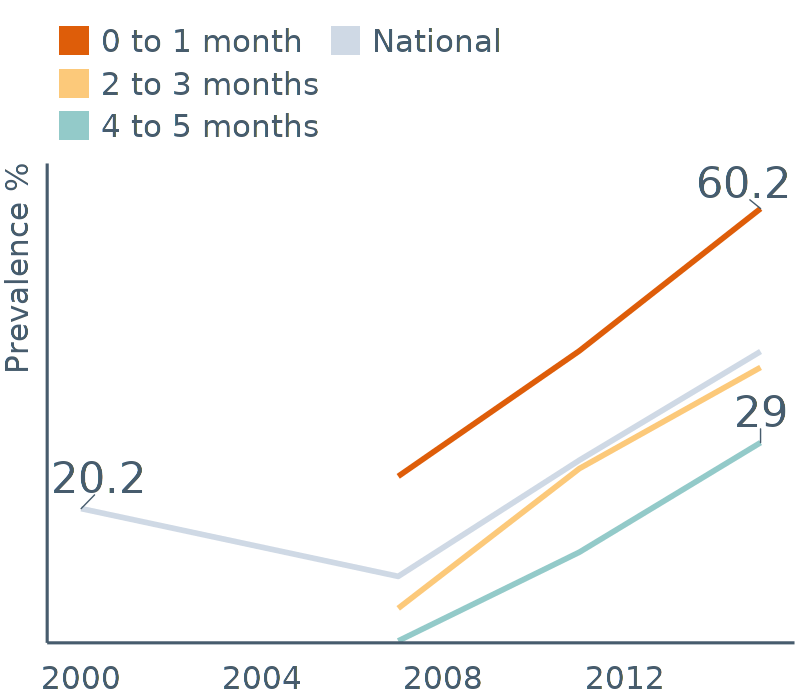 0 to 1 month
National
2 to 3 months
4 to 5 months
Prevalence %
60.2
29
20.2
2000
2004
2008
2012